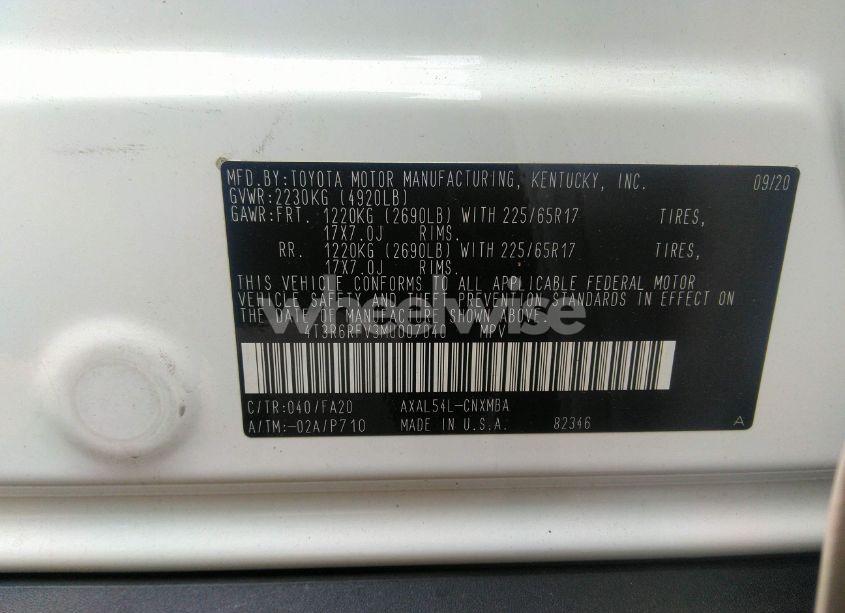 MFD.BY:TOYOTA MOTOR MANUFACTURING, KENTUCKY, INC. 09/20
GVWR:2230KG (4920LB)
GAWR:FRT. 1220KG (2690LB) WITH 225/65R17 TIRES,
17X7.0J RIMS.
RR. 1220KG (2690LB) WITH 225/65R17 TIRES,
17X7.0J RIMS.
THIS VEHICLE CONFORMS TO ALL APPLICABLE FEDERAL MOTOR
VEHICLE SAFETY AND THEFT PREVENTION STANDARDS IN EFFECT ON
THE DATE OF MANUFACTURE SHOWN ABOVE.
wheelwise
MPV
C/TR:040/FA20 AXAL54L-CNXMBA
A/TM:-02A/P710 MADE IN U.S.A. 82346 A